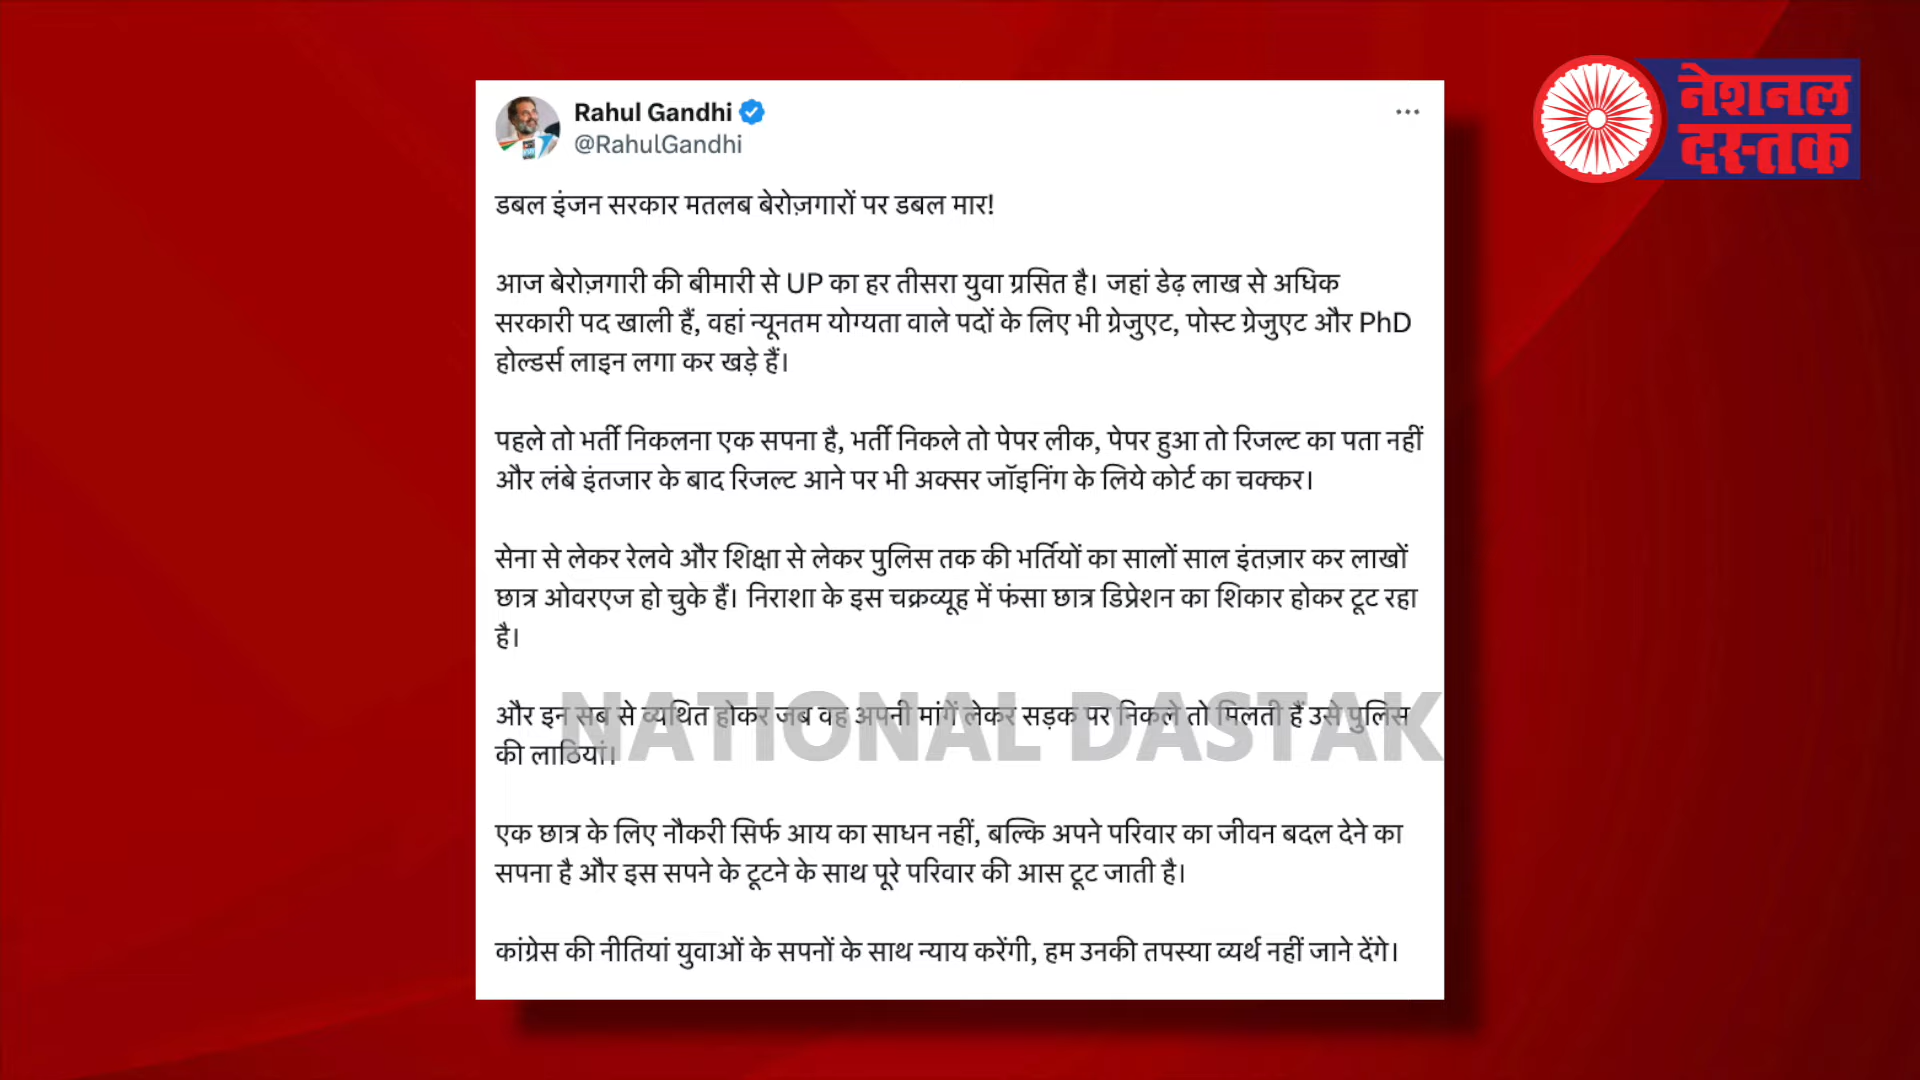 नेशनल
दस्तक
Rahul Gandhi
@RahulGandhi
डबल इंजन सरकार मतलब बेरोज़गारों पर डबल मार!
आज बेरोज़गारी की बीमारी से UP का हर तीसरा युवा ग्रसित है। जहां डेढ़ लाख से अधिक
सरकारी पद खाली हैं, वहां न्यूनतम योग्यता वाले पदों के लिए भी ग्रेजुएट, पोस्ट ग्रेजुएट और PhD
होल्डर्स लाइन लगा कर खड़े हैं।
पहले तो भर्ती निकलना एक सपना है, भर्ती निकले तो पेपर लीक, पेपर हुआ तो रिजल्ट का पता नहीं
और लंबे इंतजार के बाद रिजल्ट आने पर भी अक्सर जॉइनिंग के लिये कोर्ट का चक्कर।
सेना से लेकर रेलवे और शिक्षा से लेकर पुलिस तक की भर्तियों का सालों साल इंतज़ार कर लाखों
छात्र ओवरएज हो चुके हैं। निराशा के इस चक्रव्यूह में फंसा छात्र डिप्रेशन का शिकार होकर टूट रहा
है।
और इन सब से व्यथित होकर जब वह अपनी मांगें लेकर सड़क पर निकले तो मिलती हैं उसे पुलिस
की लाठियां।
NATIONAL DASTAK
एक छात्र के लिए नौकरी सिर्फ आय का साधन नहीं, बल्कि अपने परिवार का जीवन बदल देने का
सपना है और इस सपने के टूटने के साथ पूरे परिवार की आस टूट जाती है।
कांग्रेस की नीतियां युवाओं के सपनों के साथ न्याय करेंगी, हम उनकी तपस्या व्यर्थ नहीं जाने देंगे।